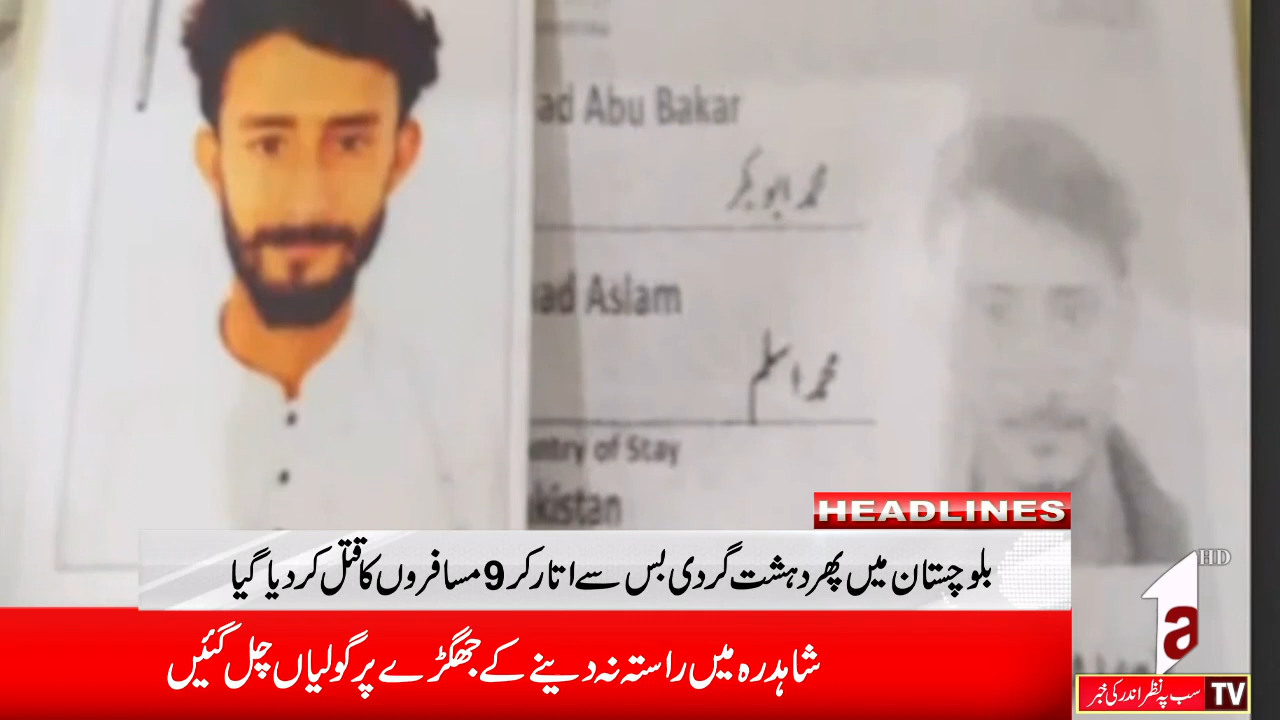 ad Abu Bakar
محمد ابوبکر
ad Aslam
محمد اسلم
ntry of Stay
kistan
HEADLINES
بلوچستان میں پھر دہشت گردی بس سے اتار کر 9 مسافروں کا قتل کر دیا گیا
شاہدرہ میں راستہ نہ دینے کے جھگڑے پر گولیاں چل گئیں
HD
1a
سب پہ نظر اندر کی خبر TV